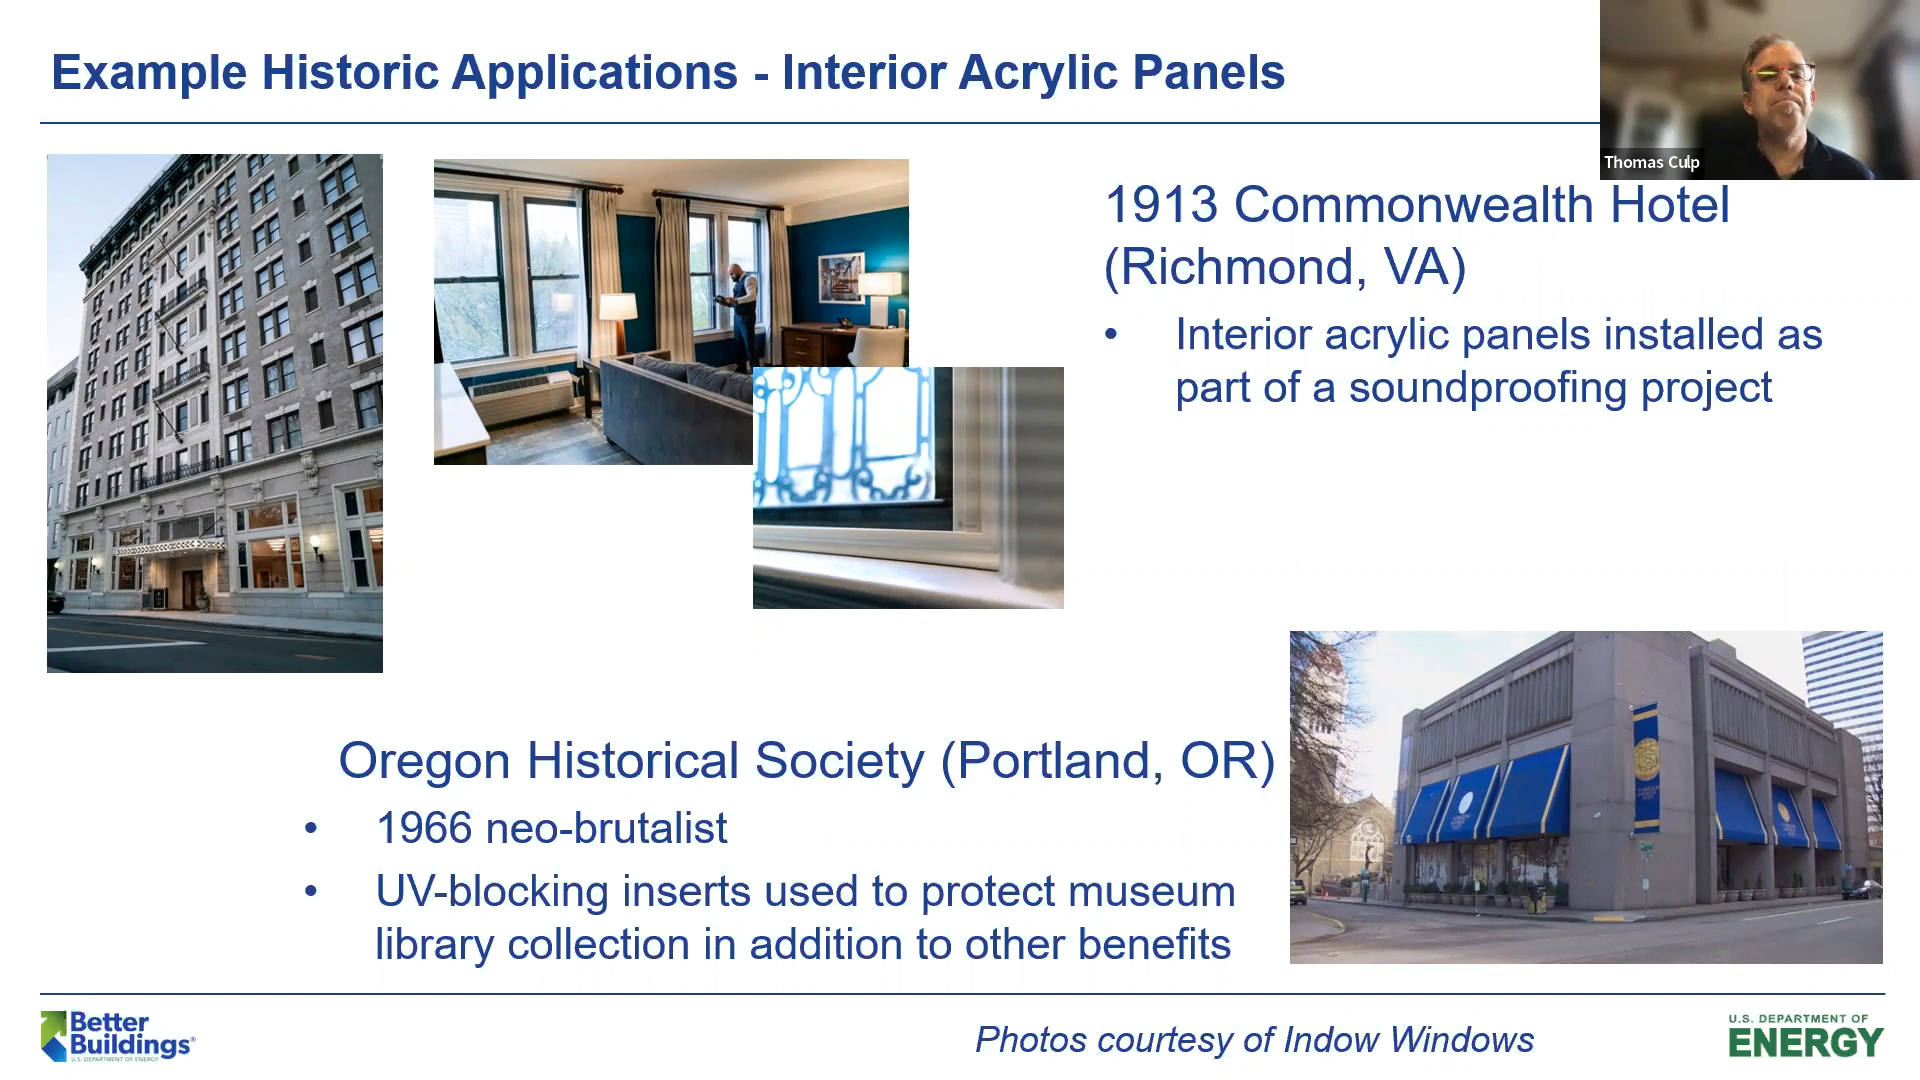 Example Historic Applications - Interior Acrylic Panels
Thomas Culp
1913 Commonwealth Hotel
(Richmond, VA)
• Interior acrylic panels installed as
part of a soundproofing project
Oregon Historical Society (Portland, OR)
• 1966 neo-brutalist
• UV-blocking inserts used to protect museum
library collection in addition to other benefits
Better
Buildings®
U.S. DEPARTMENT OF ENERGY
Photos courtesy of Indow Windows
U.S. DEPARTMENT OF
ENERGY